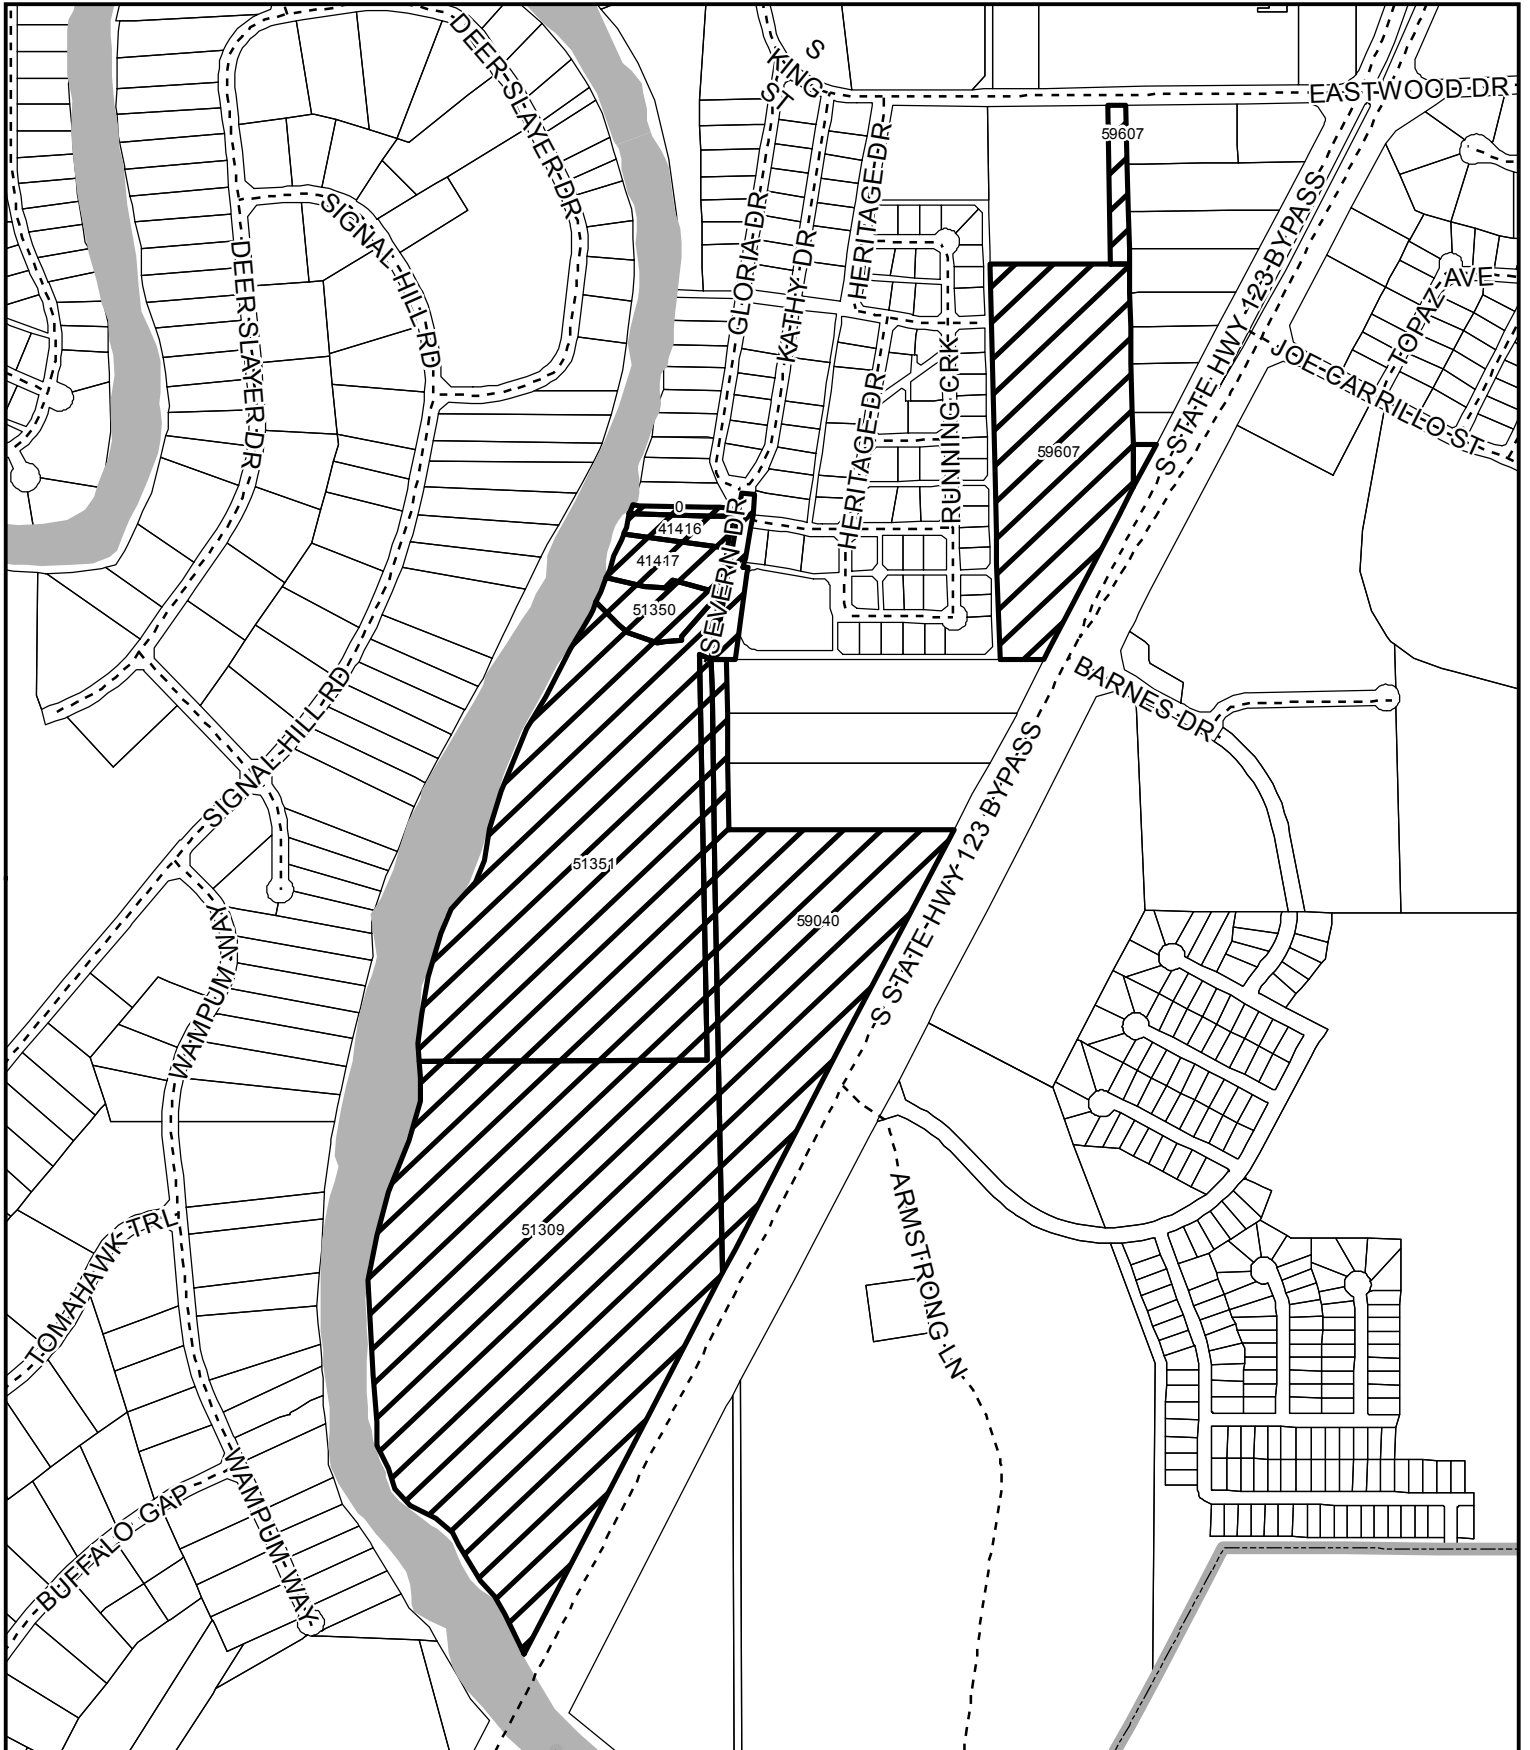 DEER SLAYER DR
S
KING
ST
EASTWOOD DR
59607
HERITAGE DR
SIGNAL HILL RD
GLORIA DR
KATHY DR
DEER SLAYER DR
S STATE HWY 123 BYPASS
TOPAZ AVE
JOE CARRILLO ST
HERITAGE DR
RUNNING CRK
59607
0
41416
41417
51350
SEVERN DR
BARNES DR
SIGNAL HILL RD
51351
59040
S STATE HWY 123 BYPASS
WAMPUM WAY
51309
ARMSTRONG LN
TOMAHAWK TRL
BUFFALO GAP
WAMPUM WAY